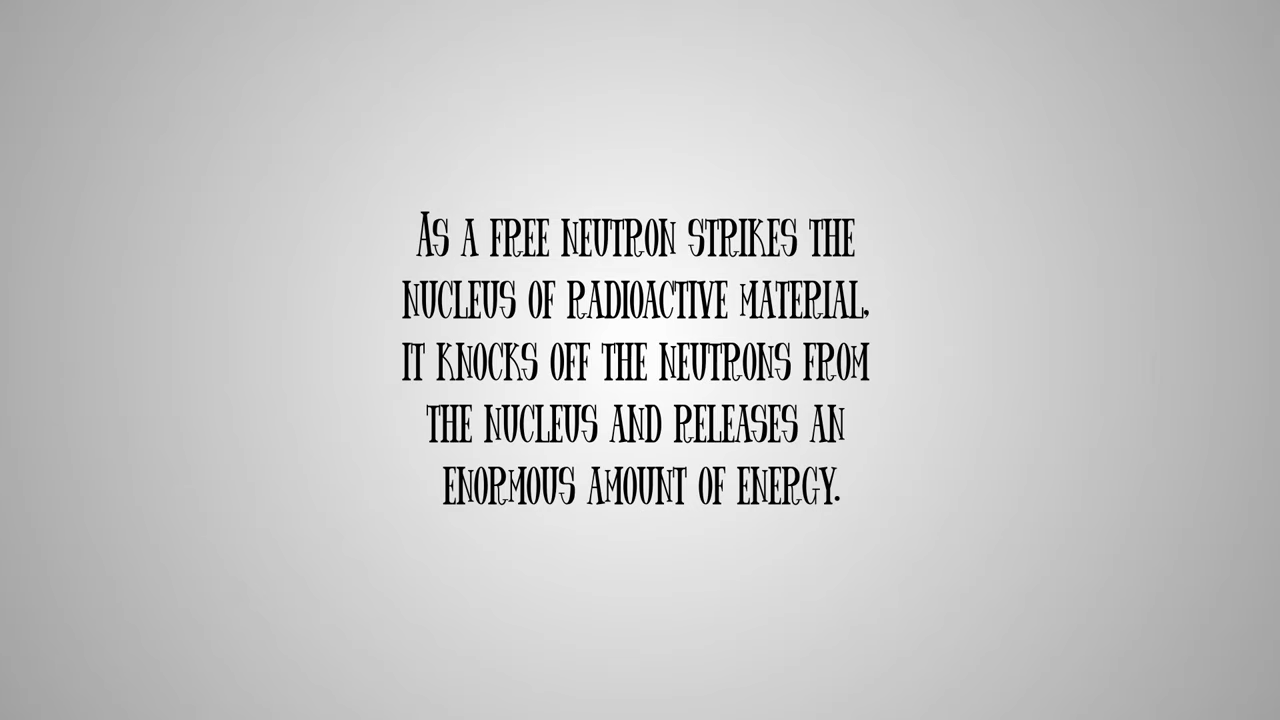 As a free neutron strikes the
nucleus of radioactive material,
it knocks off the neutrons from
the nucleus and releases an
enormous amount of energy.